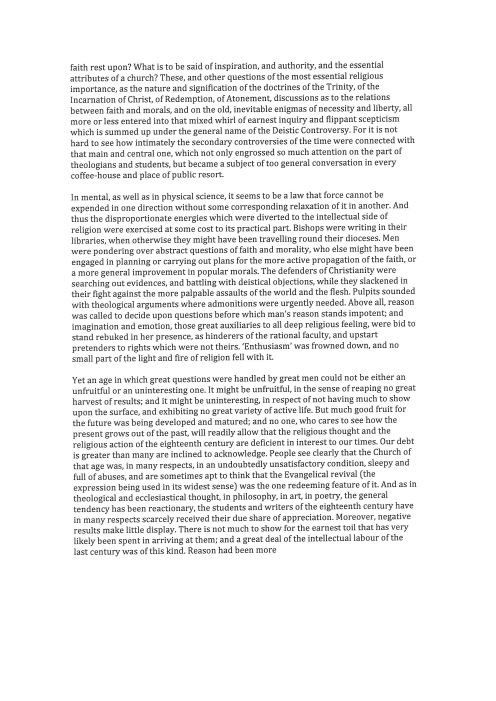 faith rest upon? What is to be said of inspiration, and authority, and the essential
attributes of a church? These, and other questions of the most essential religious
importance, as the nature and signification of the doctrines of the Trinity, of the
Incarnation of Christ, of Redemption, of Atonement, discussions as to the relations
between faith and morals, and on the old, inevitable enigmas of necessity and liberty, all
more or less entered into that mixed whirl of earnest inquiry and flippant scepticism
which is summed up under the general name of the Deistic Controversy. For it is not
hard to see how intimately the secondary controversies of the time were connected with
that main and central one, which not only engrossed so much attention on the part of
theologians and students, but became a subject of too general conversation in every
coffee-house and place of public resort.

In mental, as well as in physical science, it seems to be a law that force cannot be
expended in one direction without some corresponding relaxation of it in another. And
thus the disproportionate energies which were diverted to the intellectual side of
religion were exercised at some cost to its practical part. Bishops were writing in their
libraries, when otherwise they might have been travelling round their dioceses. Men
were pondering over abstract questions of faith and morality, who else might have been
engaged in planning or carrying out plans for the more active propagation of the faith, or
a more general improvement in popular morals. The defenders of Christianity were
searching out evidences, and battling with deistical objections, while they slackened in
their fight against the more palpable assaults of the world and the flesh. Pulpits sounded
with theological arguments where admonitions were urgently needed. Above all, reason
was called to decide upon questions before which man's reason stands impotent; and
imagination and emotion, those great auxiliaries to all deep religious feeling, were bid to
stand rebuked in her presence, as hinderers of the rational faculty, and upstart
pretenders to rights which were not theirs. 'Enthusiasm' was frowned down, and no
small part of the light and fire of religion fell with it.

Yet an age in which great questions were handled by great men could not be either an
unfruitful or an uninteresting one. It might be unfruitful, in the sense of reaping no great
harvest of results; and it might be uninteresting, in respect of not having much to show
upon the surface, and exhibiting no great variety of active life. But much good fruit for
the future was being developed and matured; and no one, who cares to see how the
present grows out of the past, will readily allow that the religious thought and the
religious action of the eighteenth century are deficient in interest to our times. Our debt
is greater than many are inclined to acknowledge. People see clearly that the Church of
that age was, in many respects, in an undoubtedly unsatisfactory condition, sleepy and
full of abuses, and are sometimes apt to think that the Evangelical revival (the
expression being used in its widest sense) was the one redeeming feature of it. And as in
theological and ecclesiastical thought, in philosophy, in art, in poetry, the general
tendency has been reactionary, the students and writers of the eighteenth century have
in many respects scarcely received their due share of appreciation. Moreover, negative
results make little display. There is not much to show for the earnest toil that has very
likely been spent in arriving at them; and a great deal of the intellectual labour of the
last century was of this kind. Reason had been more